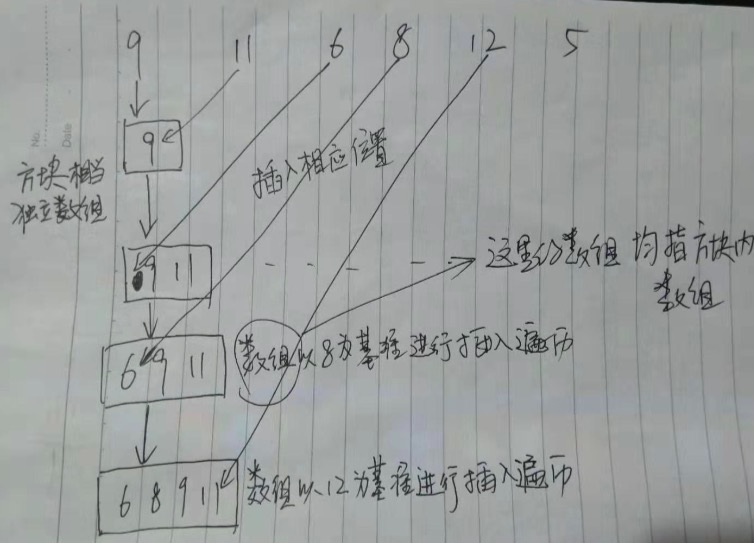 No.
Date
9 11 6 8 12 5
9
方块相当
独立数组
插入相应位置
9 11
这里的数组 均指方块内
数组
6 9 11
数组以8为基准进行插入遍历
6 8 9 11
数组以12为基准进行插入遍历